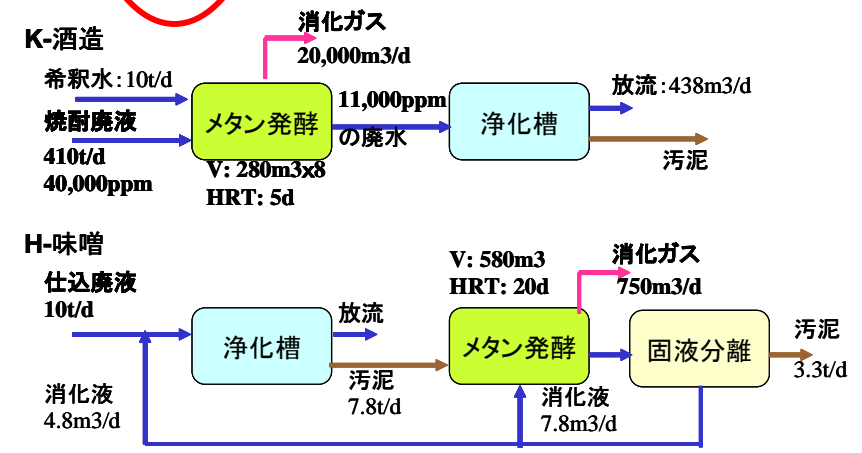 K-酒造
消化ガス
20,000m3/d
希釈水：10t/d
焼酎廃液
410t/d
40,000ppm
メタン発酵
V: 280m3x8
HRT: 5d
11,000ppm
の廃水
浄化槽
放流：438m3/d
汚泥
H-味噌
仕込廃液
10t/d
消化液
4.8m3/d
浄化槽
放流
汚泥
7.8t/d
V: 580m3
HRT: 20d
メタン発酵
消化ガス
750m3/d
消化液
7.8m3/d
固液分離
汚泥
3.3t/d